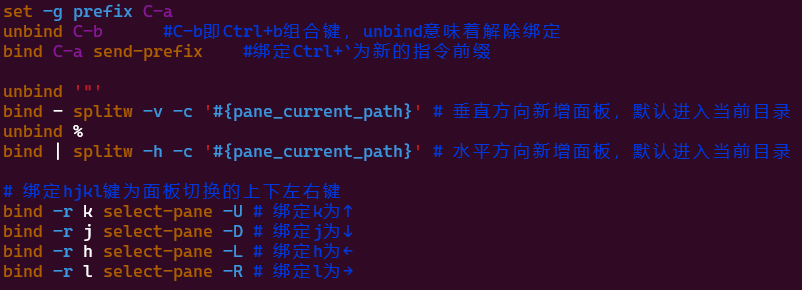 set -g prefix C-a
unbind C-b      #C-b即Ctrl+b组合键，unbind意味着解除绑定
bind C-a send-prefix    #绑定Ctrl+`为新的指令前缀
unbind '"'
bind - splitw -v -c '#{pane_current_path}' # 垂直方向新增面板，默认进入当前目录
unbind %
bind | splitw -h -c '#{pane_current_path}' # 水平方向新增面板，默认进入当前目录
# 绑定hjkl键为面板切换的上下左右键
bind -r k select-pane -U # 绑定k为↑
bind -r j select-pane -D # 绑定j为↓
bind -r h select-pane -L # 绑定h为←
bind -r l select-pane -R # 绑定l为→